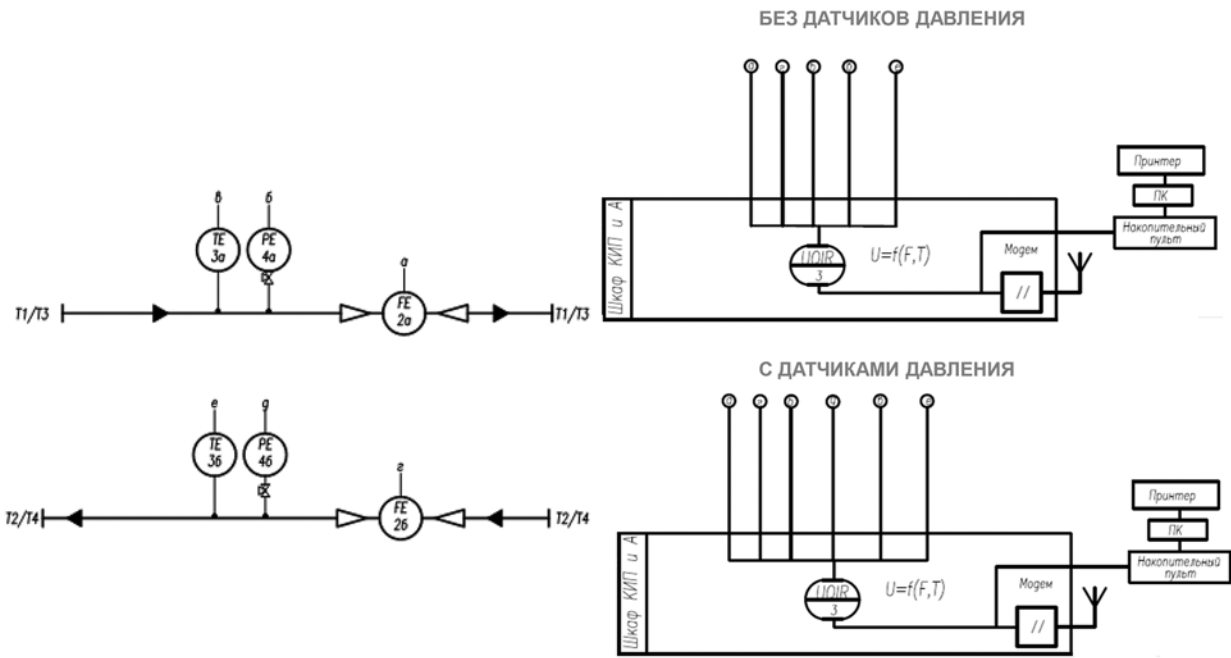 БЕЗ ДАТЧИКОВ ДАВЛЕНИЯ
в
б
TE
3а
PE
4а
а
FE
2а
T1/T3
T1/T3
Шкаф КИП и А
UQIR
3
U=f(F,T)
Модем
//
Принтер
ПК
Накопительный
пульт
С ДАТЧИКАМИ ДАВЛЕНИЯ
е
д
TE
3б
PE
4б
г
FE
2б
T2/T4
T2/T4
Шкаф КИП и А
UQIR
3
U=f(F,T)
Модем
//
Принтер
ПК
Накопительный
пульт